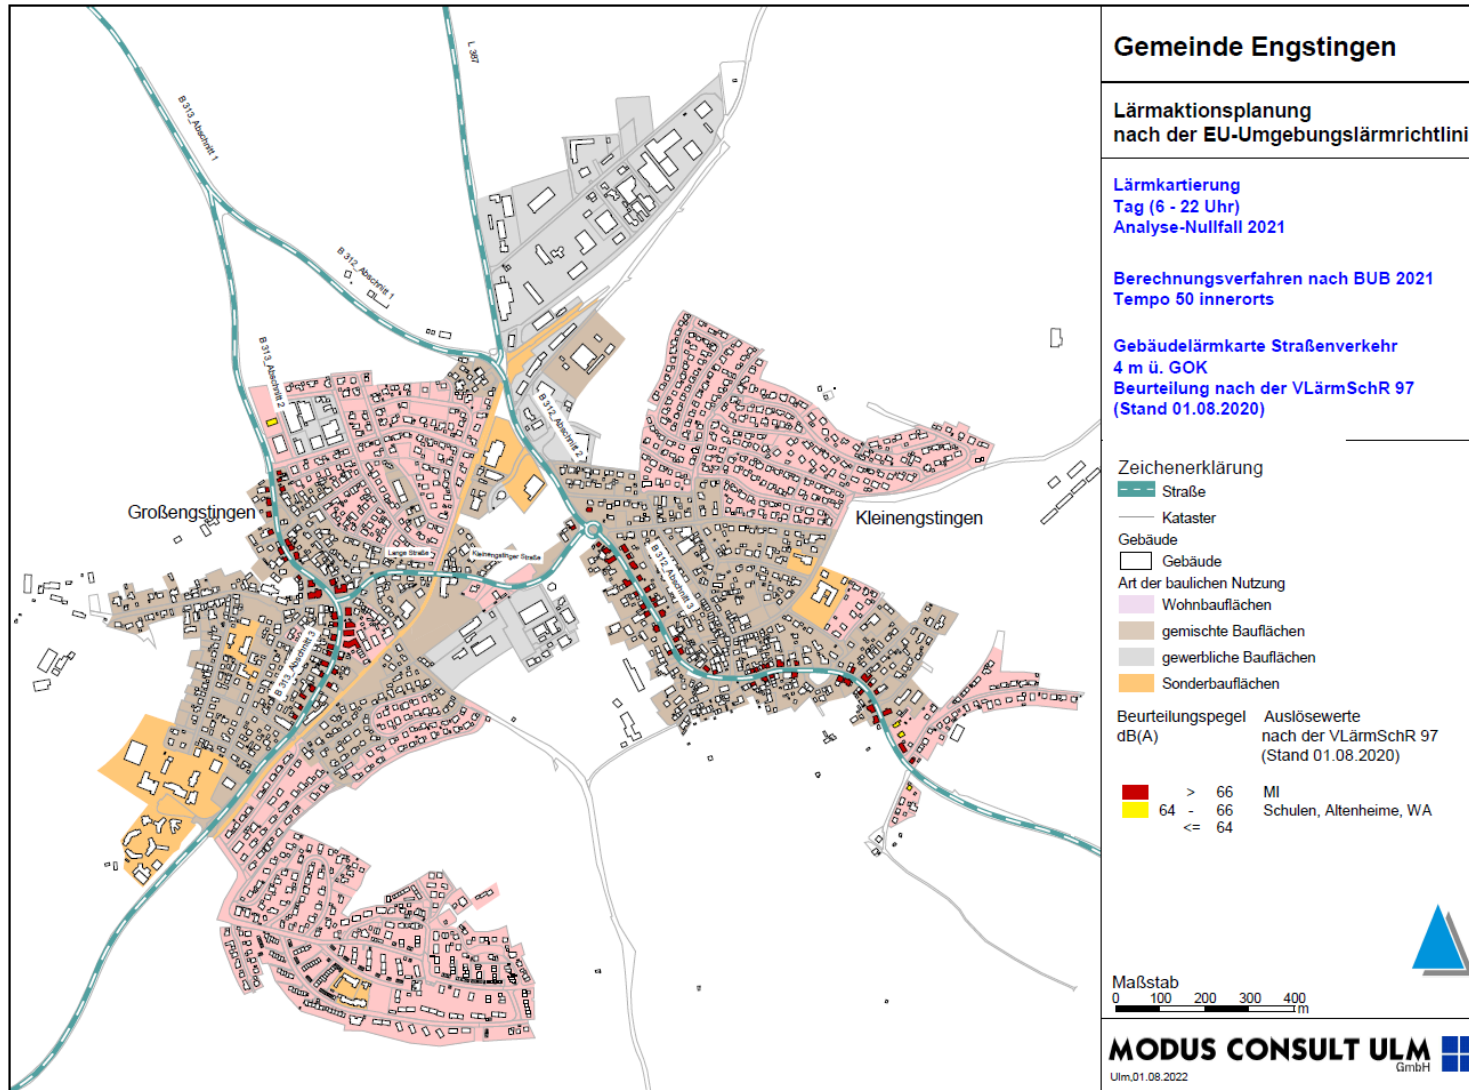 Gemeinde Engstingen
Lärmaktionsplanung
nach der EU-Umgebungslärmrichtlini
Lärmkartierung
Tag (6 - 22 Uhr)
Analyse-Nullfall 2021
Berechnungsverfahren nach BUB 2021
Tempo 50 innerorts
Gebäudelärmkarte Straßenverkehr
4 m ü. GOK
Beurteilung nach der VLärmSchR 97
(Stand 01.08.2020)
Zeichenerklärung
Straße
Kataster
Gebäude
Gebäude
Art der baulichen Nutzung
Wohnbauflächen
gemischte Bauflächen
gewerbliche Bauflächen
Sonderbauflächen
Beurteilungspegel Auslösewerte
dB(A) nach der VLärmSchR 97
(Stand 01.08.2020)
> 66 MI
64 - 66 Schulen, Altenheime, WA
<= 64
Maßstab
0 100 200 300 400
m
MODUS CONSULT ULM
GmbH
Ulm,01.08.2022
L 387
B 313_Abschnitt 1
B 312_Abschnitt 1
B 313_Abschnitt 2
B 312_Abschnitt 2
Großengstingen
Kleinengstingen
Lange Straße
Kleinengstinger Straße
B 312_Abschnitt 3
B 313_Abschnitt 3